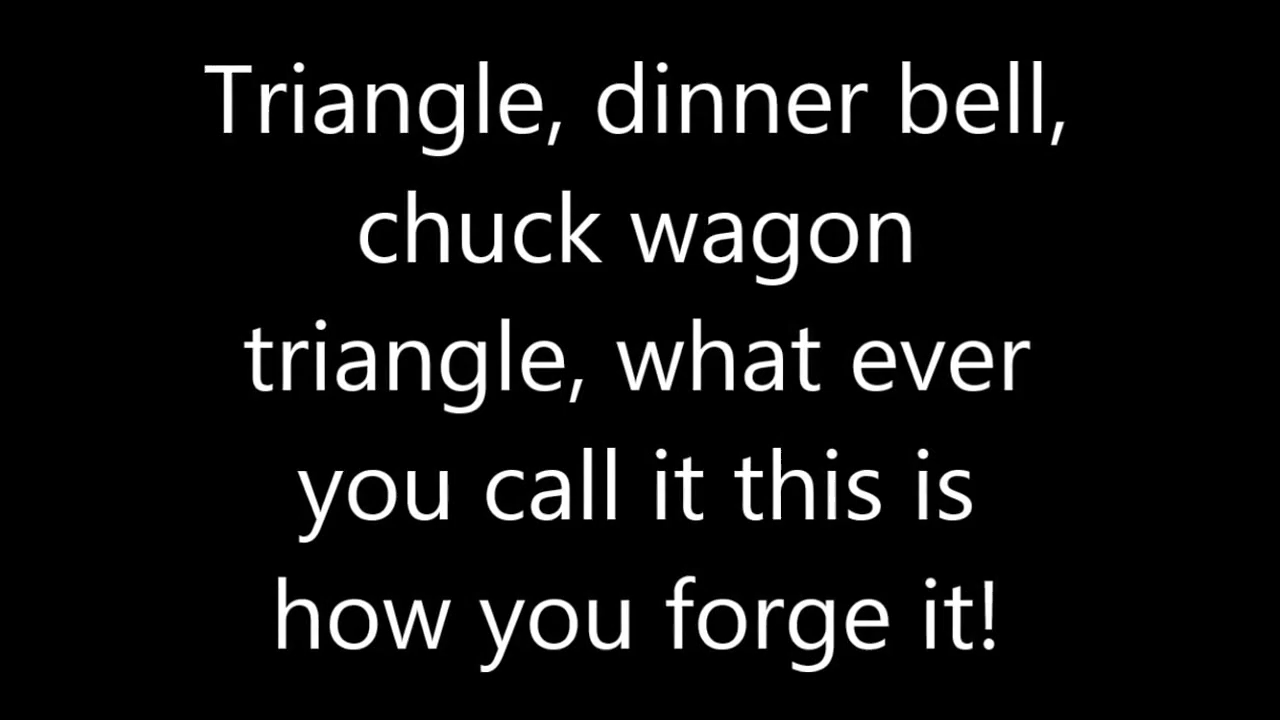 Triangle, dinner bell,
chuck wagon
triangle, what ever
you call it this is
how you forge it!